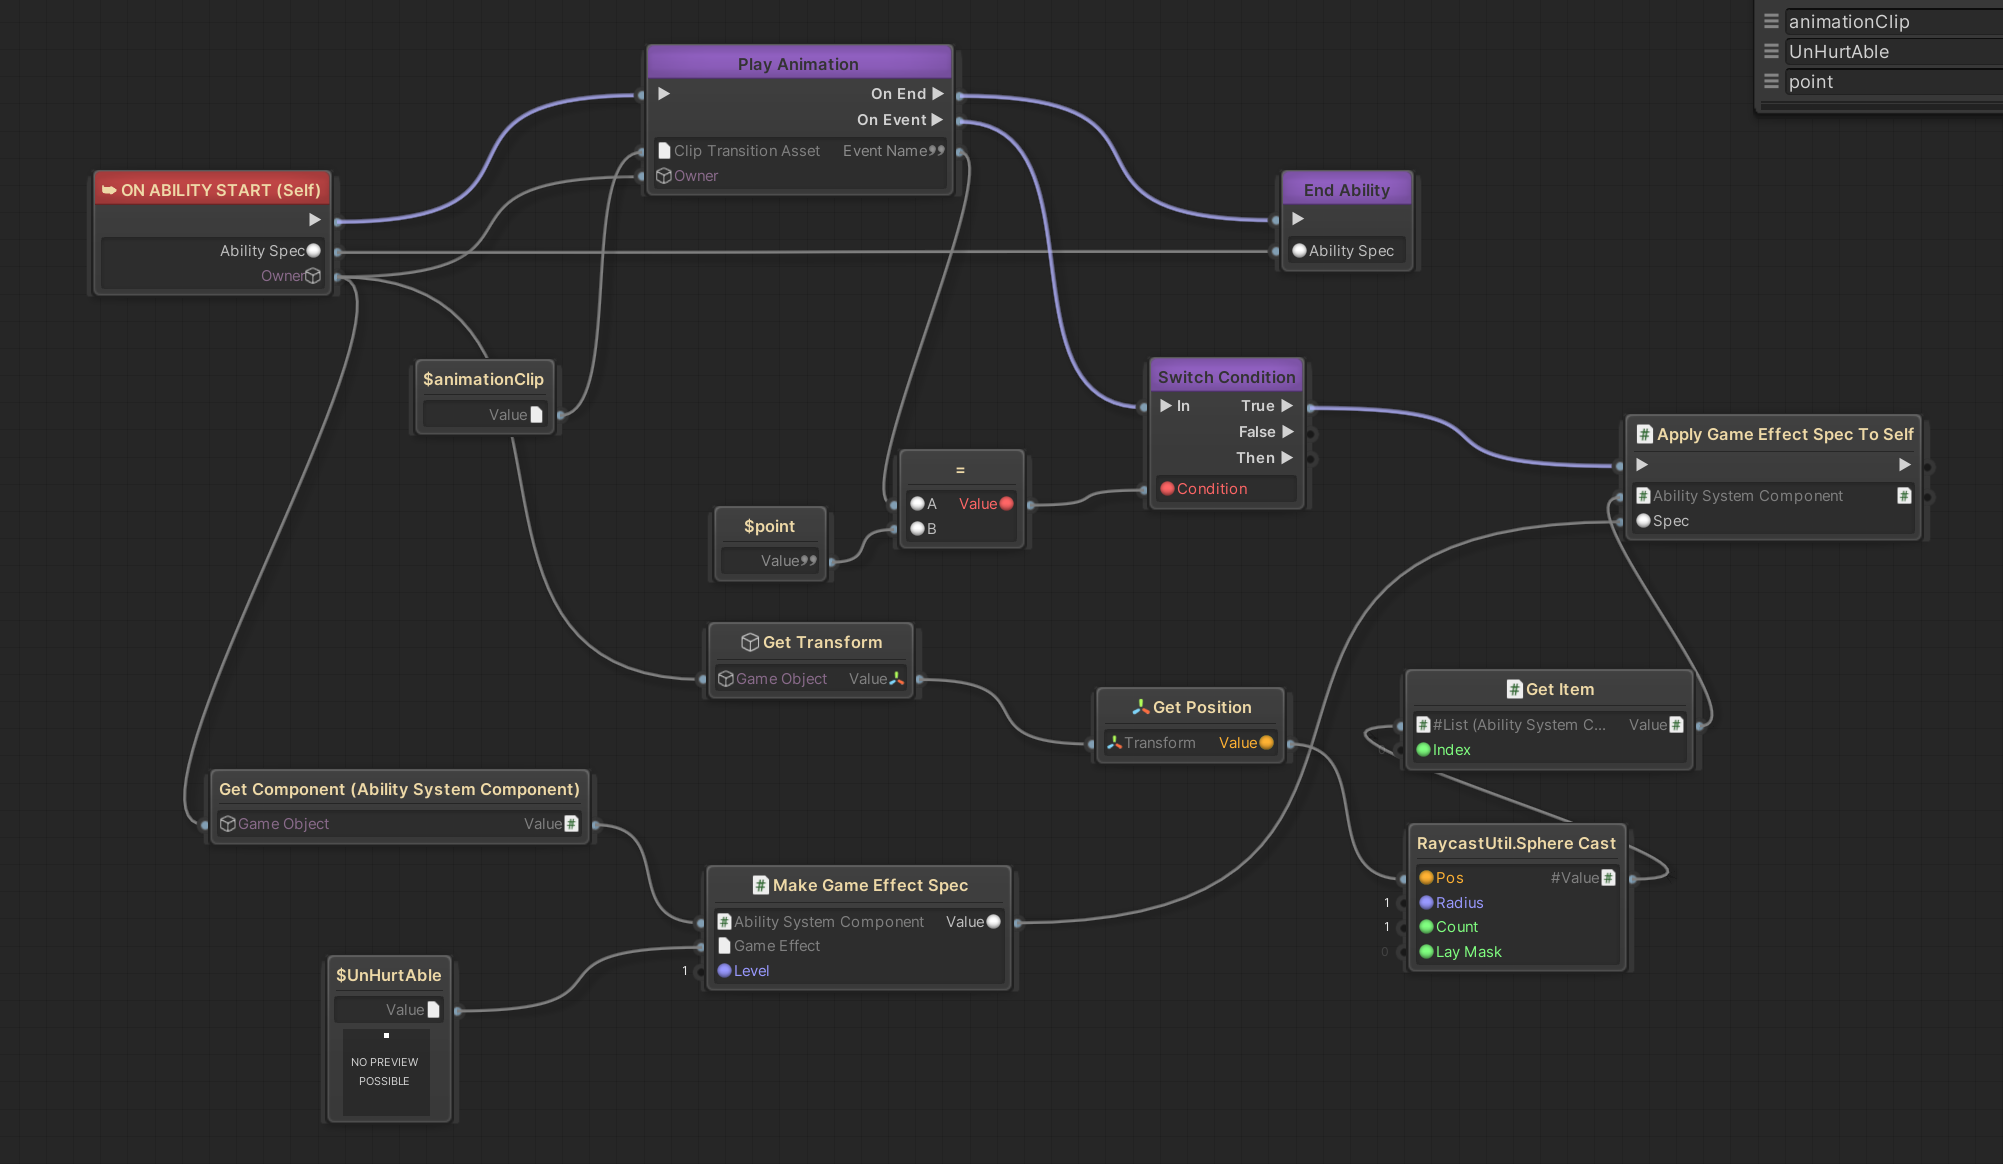 animationClip
UnHurtAble
point
Play Animation
On End
On Event
Clip Transition Asset Event Name
Owner
ON ABILITY START (Self)
Ability Spec
Owner
End Ability
Ability Spec
$animationClip
Value
Switch Condition
In True
False
Then
Condition
=
A Value
B
$point
Value
Apply Game Effect Spec To Self
Ability System Component
Spec
Get Transform
Game Object Value
Get Position
Transform Value
Get Item
#List (Ability System C... Value
0 Index
Get Component (Ability System Component)
Game Object Value
RaycastUtil.Sphere Cast
Pos #Value
1 Radius
1 Count
0 Lay Mask
Make Game Effect Spec
Ability System Component Value
Game Effect
1 Level
$UnHurtAble
Value
NO PREVIEW
POSSIBLE